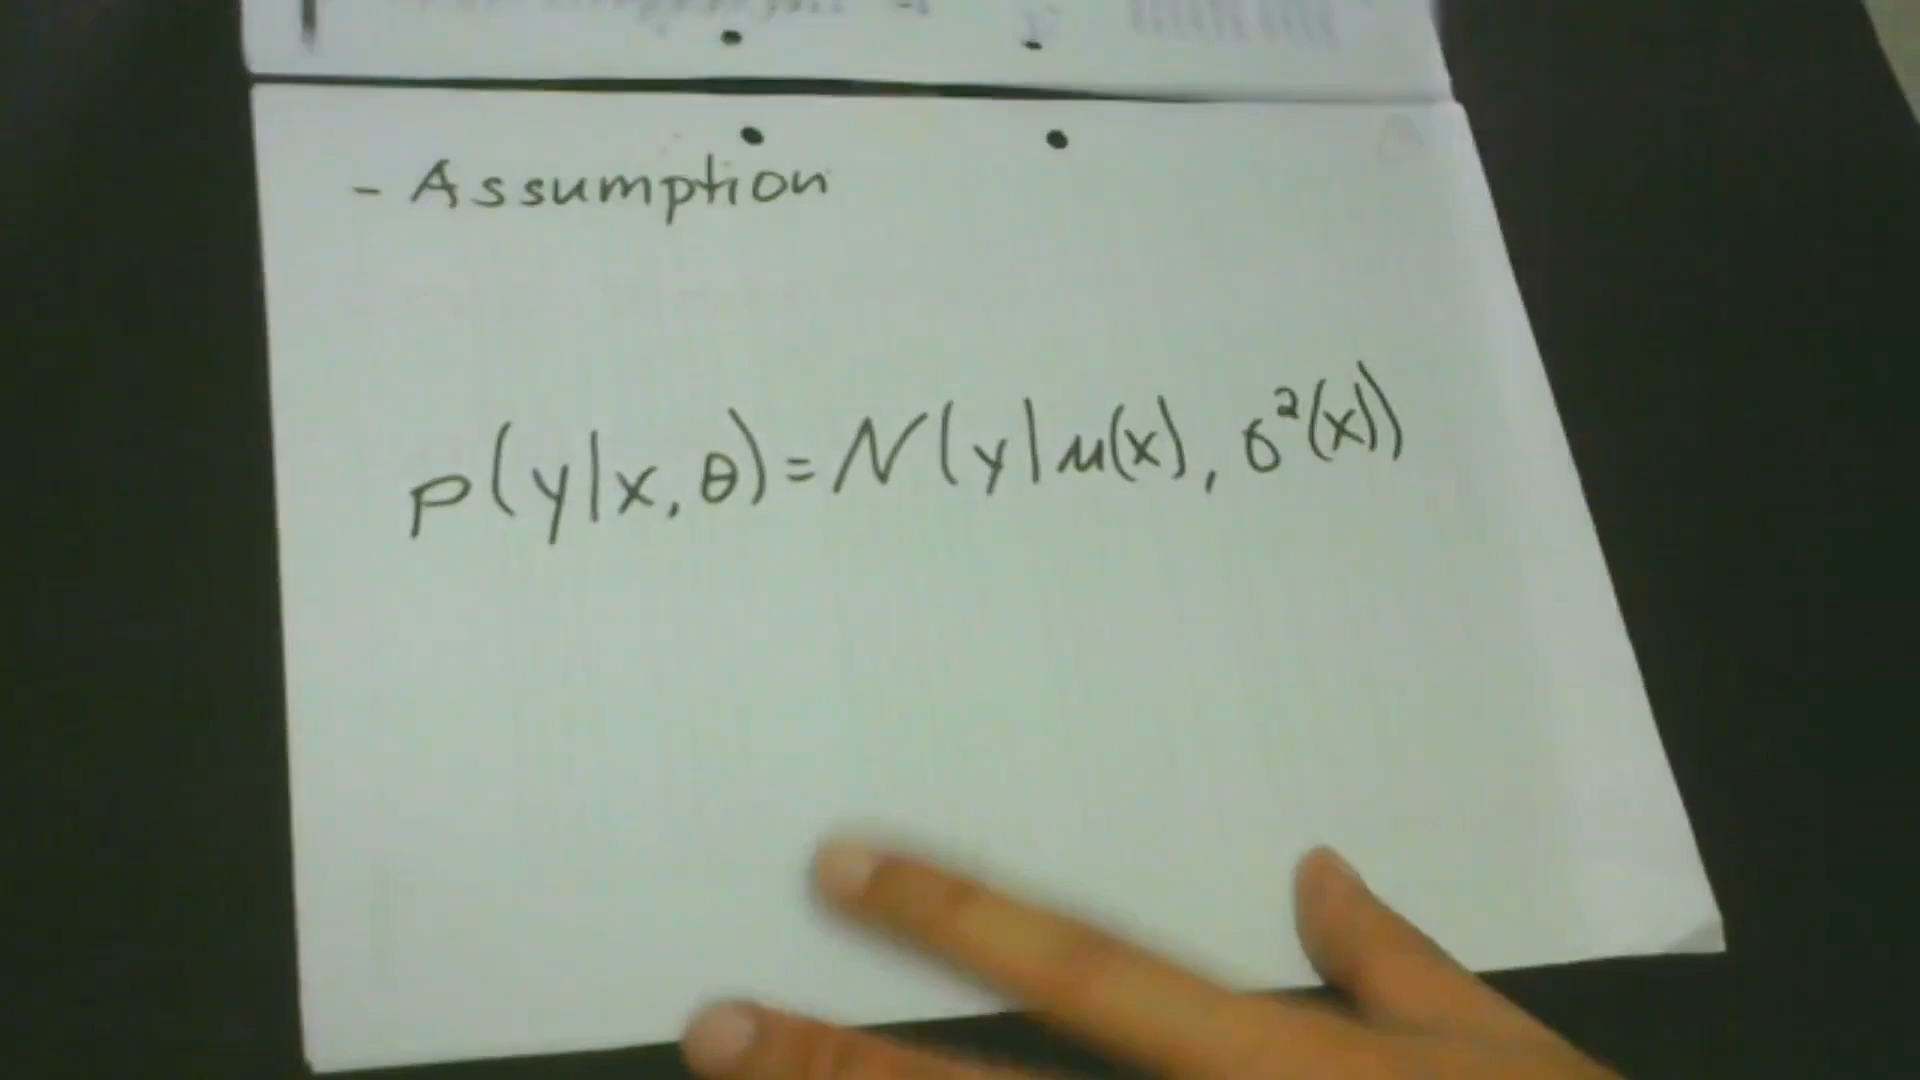 - Assumption
p(y|x, θ) = N(y|μ(x), σ²(x))